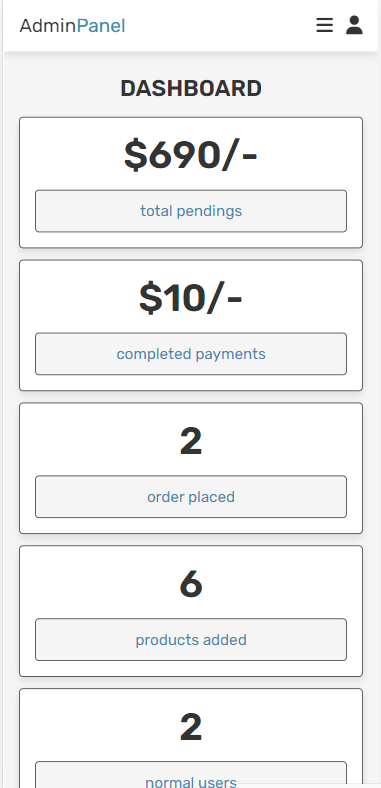 AdminPanel
DASHBOARD
$690/-
total pendings
$10/-
completed payments
2
order placed
6
products added
2
normal users